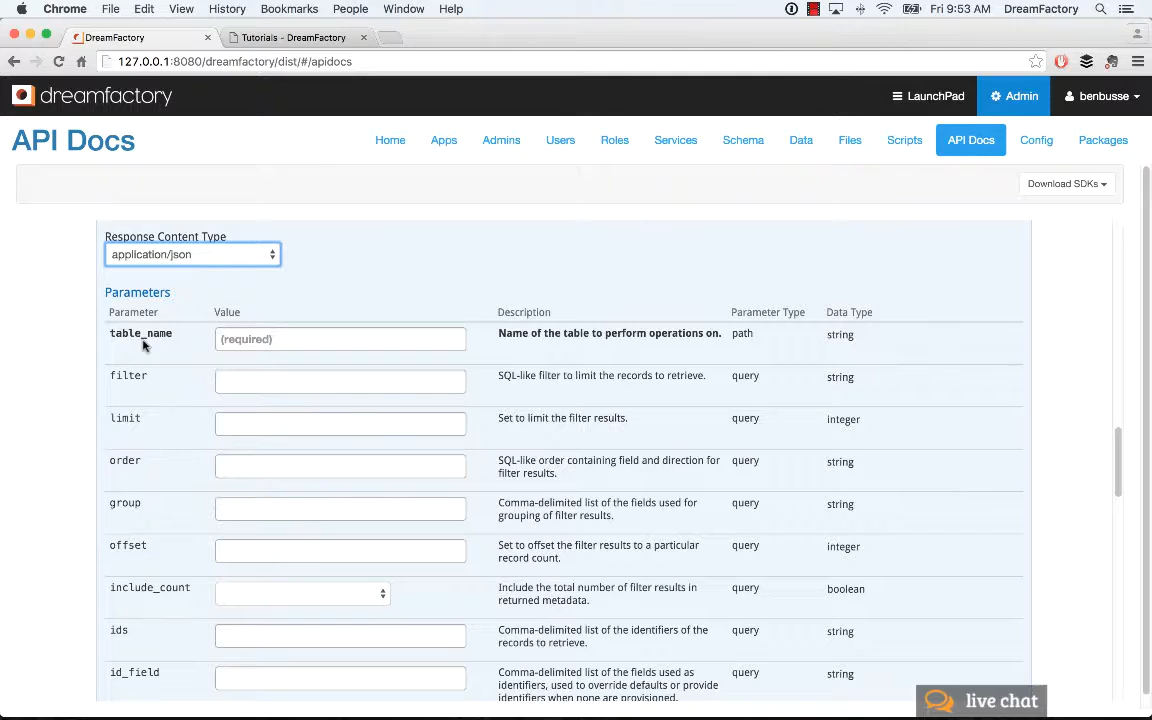 Chrome File Edit View History Bookmarks People Window Help Fri 9:53 AM DreamFactory
DreamFactory × Tutorials - DreamFactory ×
127.0.0.1:8080/dreamfactory/dist/#/apidocs
dreamfactory LaunchPad Admin benbusse
API Docs Home Apps Admins Users Roles Services Schema Data Files Scripts API Docs Config Packages
Download SDKs
Response Content Type
application/json
Parameters
Parameter Value Description Parameter Type Data Type
table_name (required) Name of the table to perform operations on. path string
filter SQL-like filter to limit the records to retrieve. query string
limit Set to limit the filter results. query integer
order SQL-like order containing field and direction for query string
filter results.
group Comma-delimited list of the fields used for query string
grouping of filter results.
offset Set to offset the filter results to a particular query integer
record count.
include_count Include the total number of filter results in query boolean
returned metadata.
ids Comma-delimited list of the identifiers of the query string
records to retrieve.
id_field Comma-delimited list of the fields used as query string
identifiers, used to override defaults or provide
identifiers when none are provisioned.
live chat